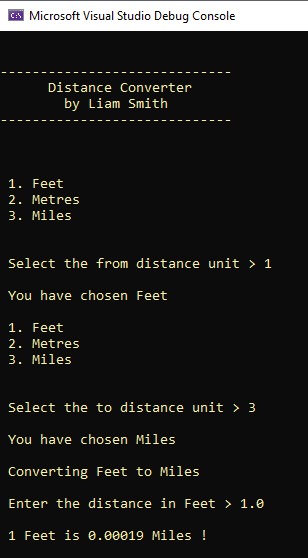 Microsoft Visual Studio Debug Console
-----------------------------
Distance Converter
by Liam Smith
-----------------------------
1. Feet
2. Metres
3. Miles
Select the from distance unit > 1
You have chosen Feet
1. Feet
2. Metres
3. Miles
Select the to distance unit > 3
You have chosen Miles
Converting Feet to Miles
Enter the distance in Feet > 1.0
1 Feet is 0.00019 Miles !